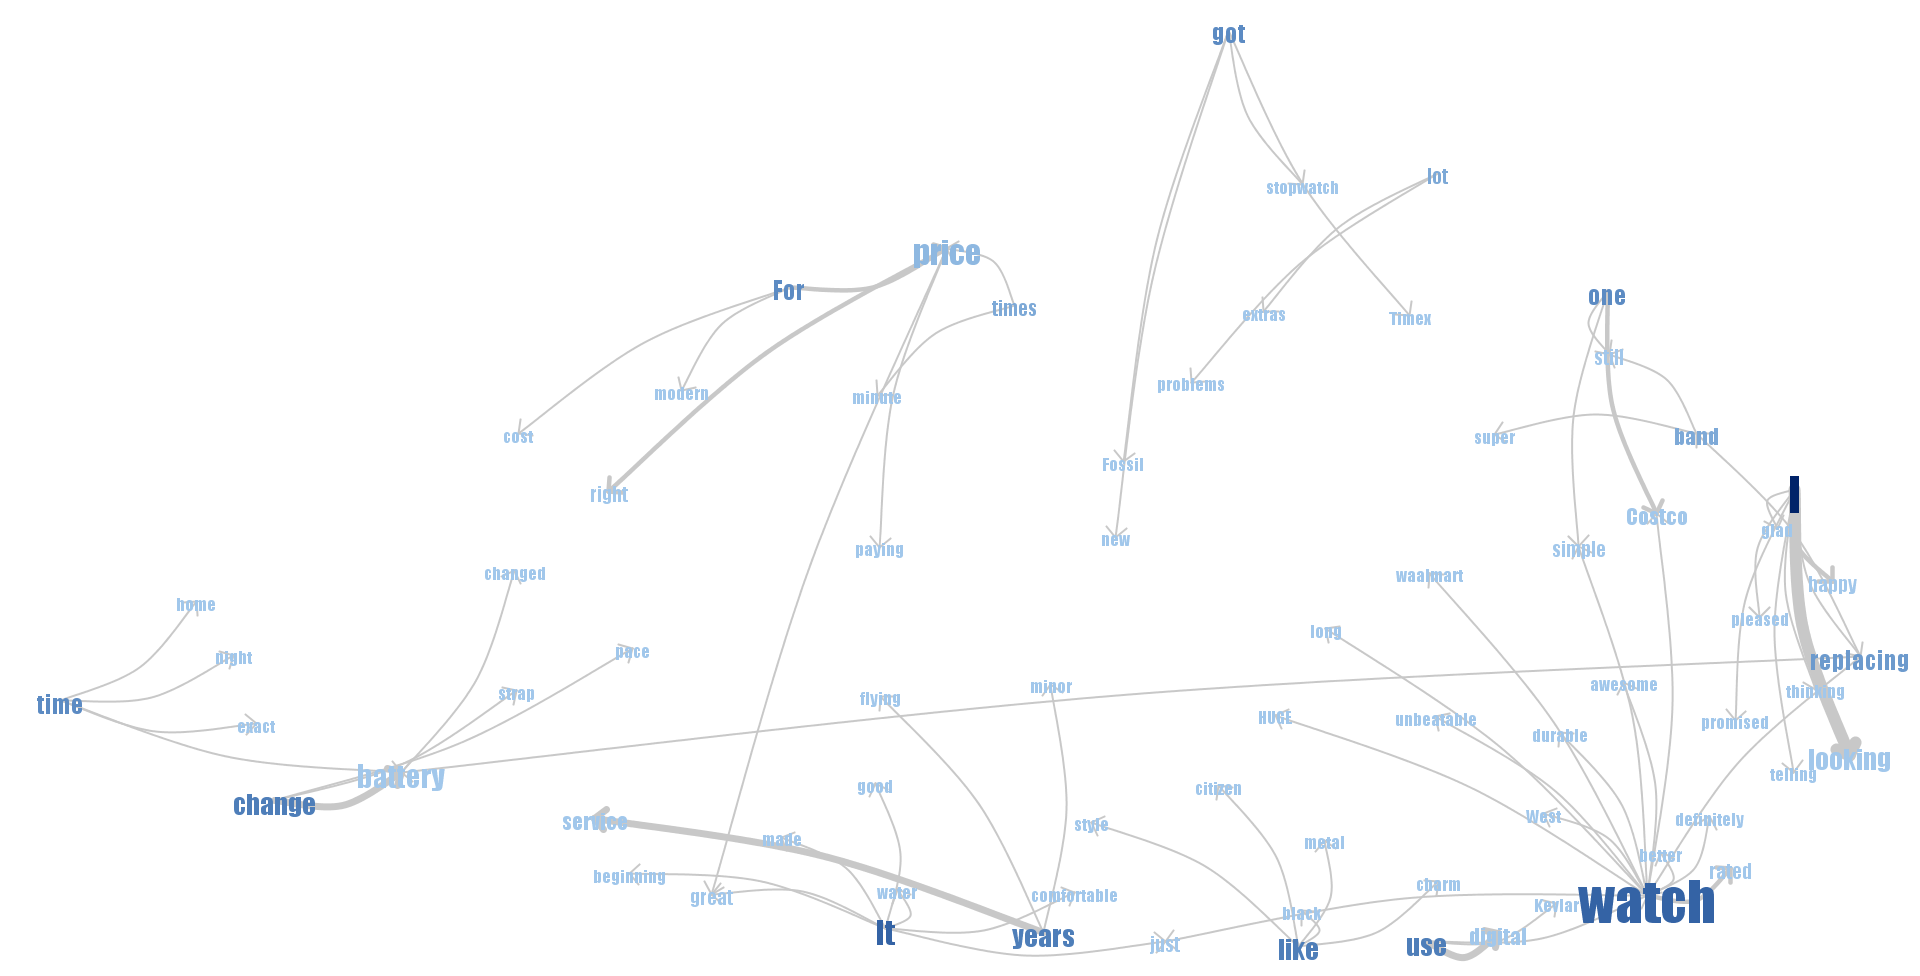 got
stopwatch
lot
price
For
times
extras
Timex
one
still
modern
minute
problems
cost
super
band
right
Fossil
I
Costco
glad
new
simple
paying
changed
waalmart
happy
home
pleased
long
night
pace
replacing
strap
flying
minor
awesome
thinking
time
exact
HUGE
unbeatable
promised
durable
looking
battery
telling
change
good
citizen
service
style
West
definitely
made
metal
better
beginning
great
water
comfortable
charm
rated
Kevlar
watch
black
It
years
just
like
use
digital